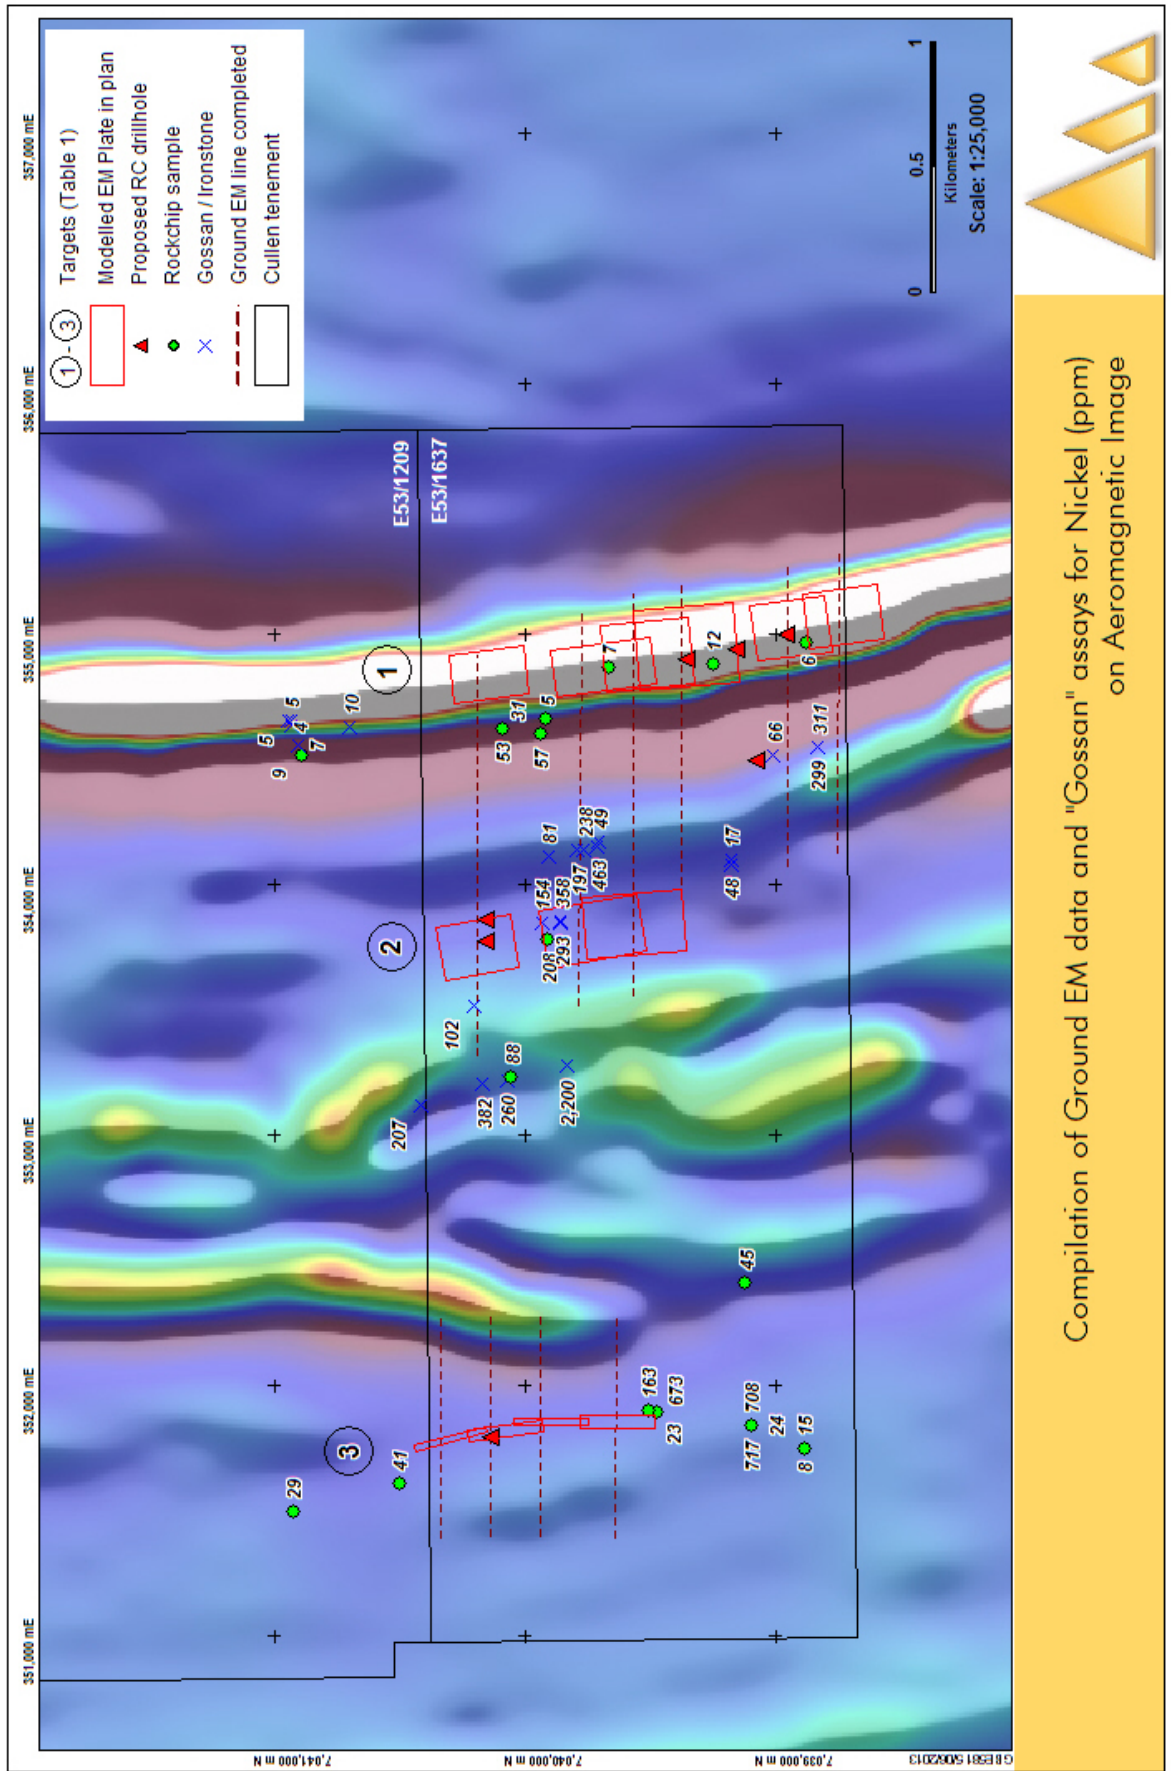 351,000 mE
352,000 mE
353,000 mE
354,000 mE
355,000 mE
356,000 mE
357,000 mE
7,041,000 m N
7,040,000 m N
7,039,000 m N
1 - 3 Targets (Table 1)
Modelled EM Plate in plan
Proposed RC drillhole
Rockchip sample
Gossan / Ironstone
Ground EM line completed
Cullen tenement
E53/1209
E53/1637
3
2
1
29
41
163
673
23
45
717
708
24
8
15
207
102
382
260
88
2,200
208
154
293
358
81
197
238
463
49
48
17
66
299
311
9
5
4
7
5
10
53
31
57
5
7
12
6
0
0.5
1
Kilometers
Scale: 1:25,000
Compilation of Ground EM data and "Gossan" assays for Nickel (ppm)
on Aeromagnetic Image